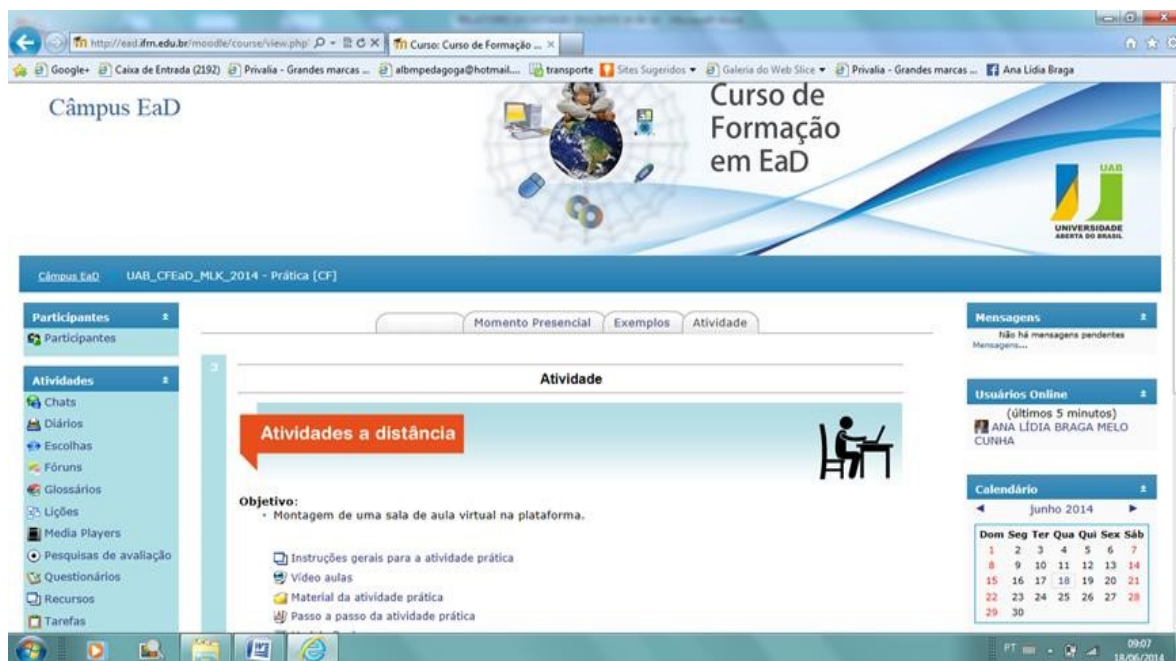 http://ead.ifrn.edu.br/moodle/course/view.php
Curso: Curso de Formação ...
Google+
Caixa de Entrada (2192)
Privalia - Grandes marcas ...
albmpedagoga@hotmail....
transporte
Sites Sugeridos
Galeria do Web Slice
Privalia - Grandes marcas ...
Ana Lidia Braga
Câmpus EaD
Curso de
Formação
em EaD
UAB
UNIVERSIDADE
ABERTA DO BRASIL
Câmpus EaD UAB_CFEaD_MLK_2014 - Prática [CF]
Participantes
Participantes
Atividades
Chats
Diários
Escolhas
Fóruns
Glossários
Lições
Media Players
Pesquisas de avaliação
Questionários
Recursos
Tarefas
Momento Presencial
Exemplos
Atividade
3
Atividade
Atividades a distância
Objetivo:
• Montagem de uma sala de aula virtual na plataforma.
Instruções gerais para a atividade prática
Vídeo aulas
Material da atividade prática
Passo a passo da atividade prática
Mensagens
Não há mensagens pendentes
Mensagens...
Usuários Online
(últimos 5 minutos)
ANA LÍDIA BRAGA MELO
CUNHA
Calendário
junho 2014
Dom Seg Ter Qua Qui Sex Sáb
1 2 3 4 5 6 7
8 9 10 11 12 13 14
15 16 17 18 19 20 21
22 23 24 25 26 27 28
29 30
PT
09:07
18/06/2014